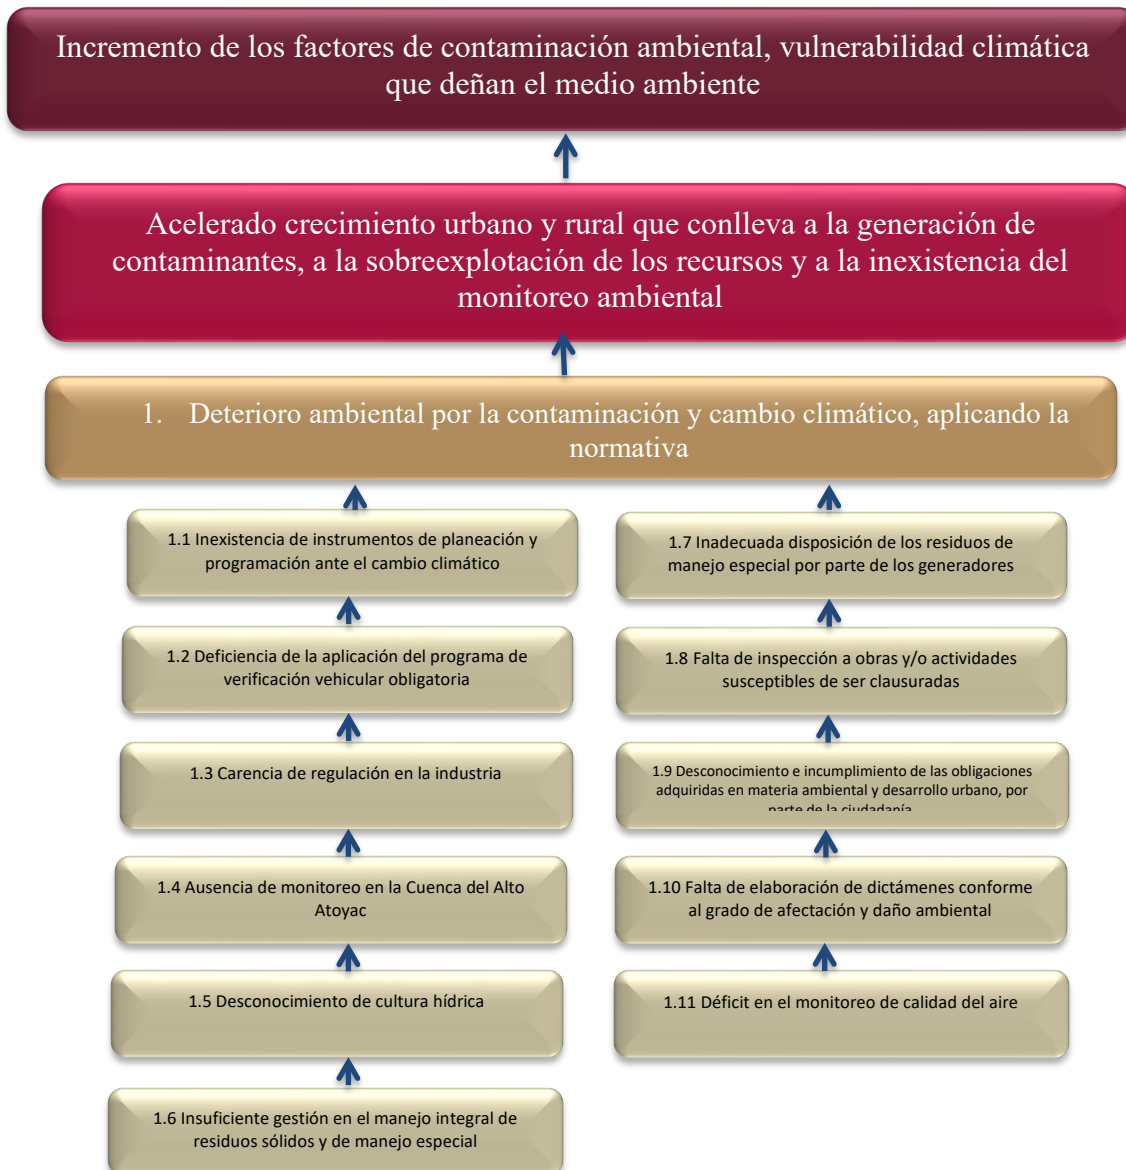 Incremento de los factores de contaminación ambiental, vulnerabilidad climática
que deñan el medio ambiente
Acelerado crecimiento urbano y rural que conlleva a la generación de
contaminantes, a la sobreexplotación de los recursos y a la inexistencia del
monitoreo ambiental
1. Deterioro ambiental por la contaminación y cambio climático, aplicando la
normativa
1.1 Inexistencia de instrumentos de planeación y
programación ante el cambio climático
1.2 Deficiencia de la aplicación del programa de
verificación vehicular obligatoria
1.3 Carencia de regulación en la industria
1.4 Ausencia de monitoreo en la Cuenca del Alto
Atoyac
1.5 Desconocimiento de cultura hídrica
1.6 Insuficiente gestión en el manejo integral de
residuos sólidos y de manejo especial
1.7 Inadecuada disposición de los residuos de
manejo especial por parte de los generadores
1.8 Falta de inspección a obras y/o actividades
susceptibles de ser clausuradas
1.9 Desconocimiento e incumplimiento de las obligaciones
adquiridas en materia ambiental y desarrollo urbano, por
parte de la ciudadanía
1.10 Falta de elaboración de dictámenes conforme
al grado de afectación y daño ambiental
1.11 Déficit en el monitoreo de calidad del aire